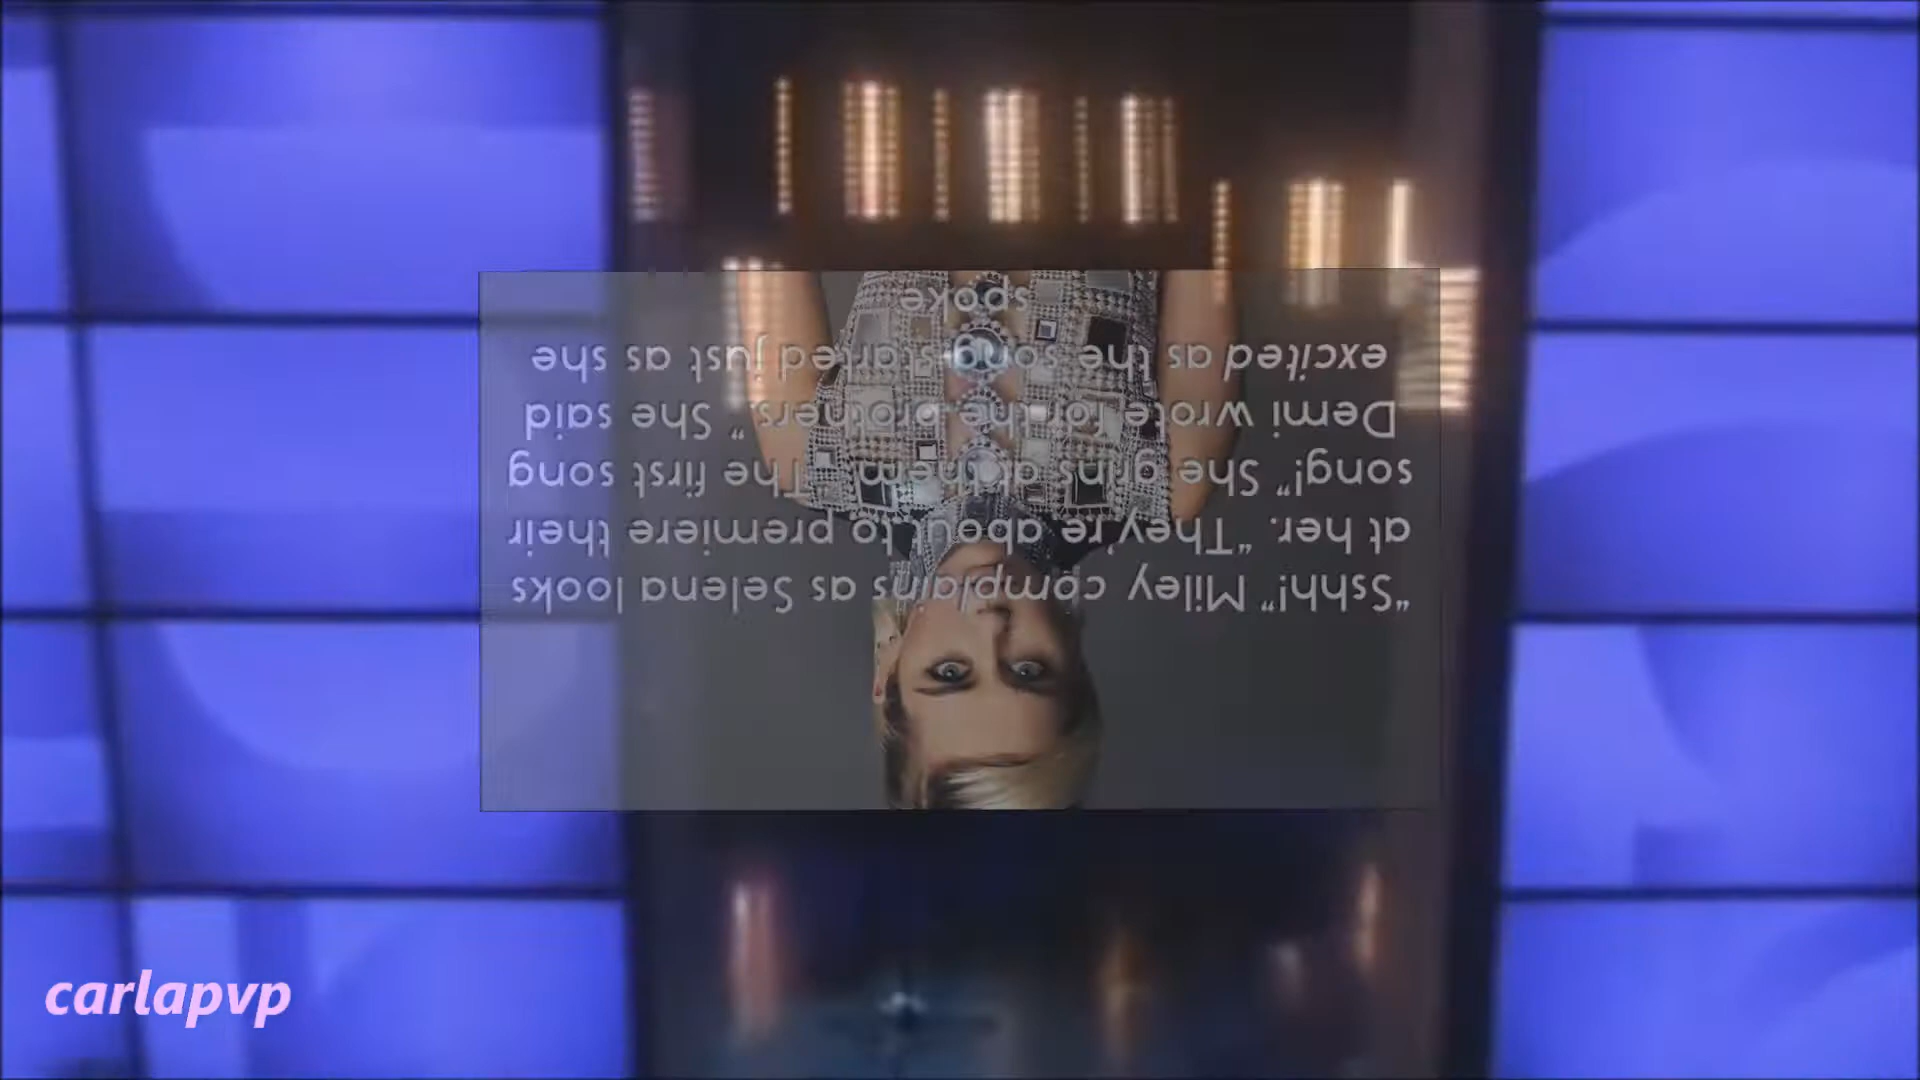 “Sshh!” Miley complains as Selena looks
at her. “They’re about to premiere their
song!” She grins at them “The first song
Demi wrote for the brothers.” She said
excited as the song started just as she
spoke
carlapvp